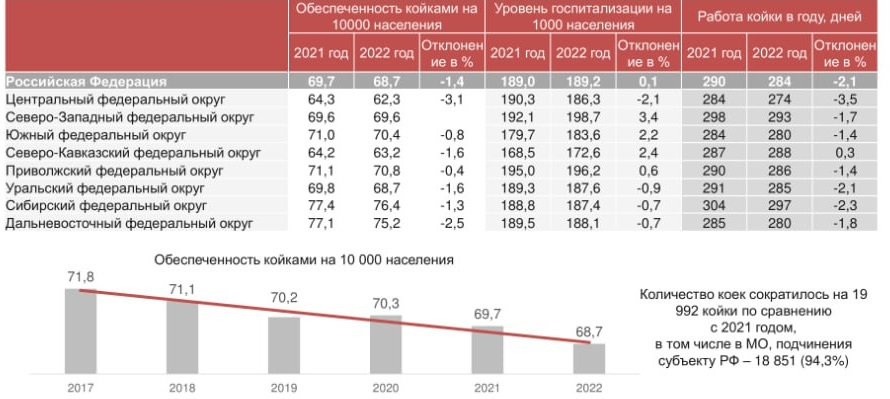 Обеспеченность койками на 10000 населения
Уровень госпитализации на 1000 населения
Работа койки в году, дней
2021 год 2022 год Отклонен ие в % 2021 год 2022 год Отклонен ие в % 2021 год 2022 год Отклонен ие в %
Российская Федерация 69,7 68,7 -1,4 189,0 189,2 0,1 290 284 -2,1
Центральный федеральный округ 64,3 62,3 -3,1 190,3 186,3 -2,1 284 274 -3,5
Северо-Западный федеральный округ 69,6 69,6 192,1 198,7 3,4 298 293 -1,7
Южный федеральный округ 71,0 70,4 -0,8 179,7 183,6 2,2 284 280 -1,4
Северо-Кавказский федеральный округ 64,2 63,2 -1,6 168,5 172,6 2,4 287 288 0,3
Приволжский федеральный округ 71,1 70,8 -0,4 195,0 196,2 0,6 290 286 -1,4
Уральский федеральный округ 69,8 68,7 -1,6 189,3 187,6 -0,9 291 285 -2,1
Сибирский федеральный округ 77,4 76,4 -1,3 188,8 187,4 -0,7 304 297 -2,3
Дальневосточный федеральный округ 77,1 75,2 -2,5 189,5 188,1 -0,7 285 280 -1,8
Обеспеченность койками на 10 000 населения
71,8 71,1 70,2 70,3 69,7 68,7
2017 2018 2019 2020 2021 2022
Количество коек сократилось на 19
992 койки по сравнению
с 2021 годом,
в том числе в МО, подчинения
субъекту РФ – 18 851 (94,3%)